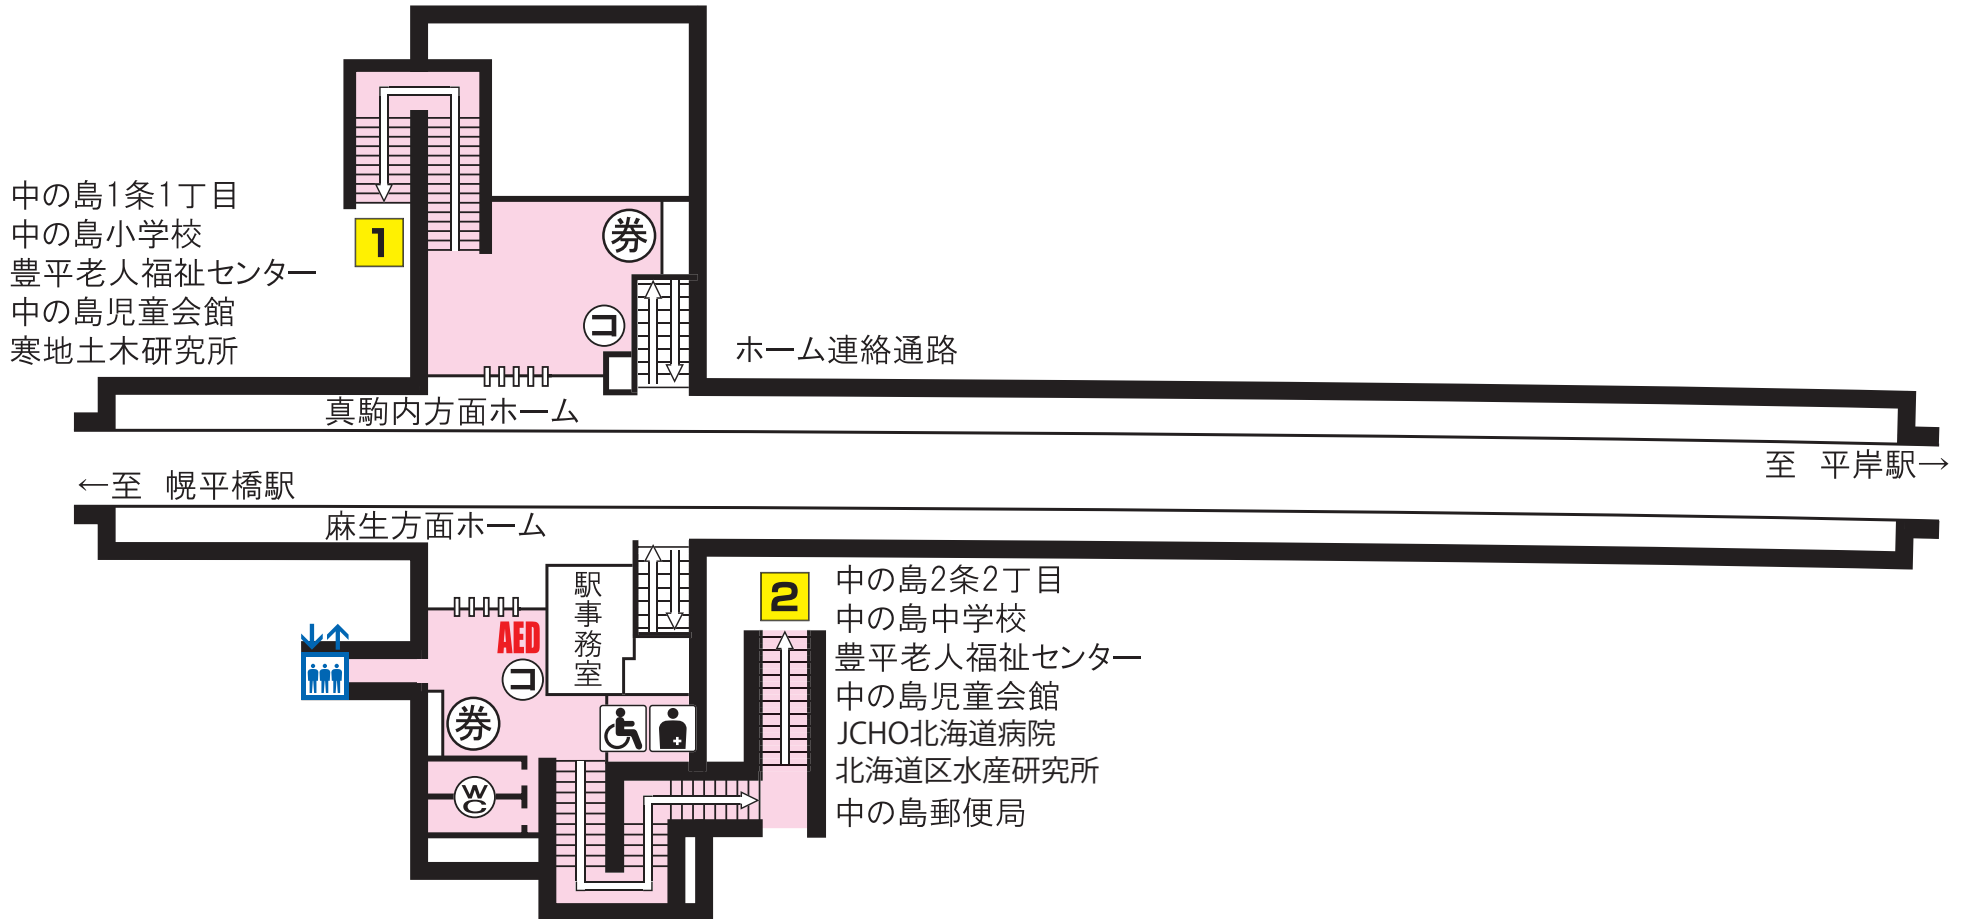 中の島1条1丁目
中の島小学校
豊平老人福祉センター
中の島児童会館
寒地土木研究所
1
券
コ
ホーム連絡通路
真駒内方面ホーム
←至 幌平橋駅
至 平岸駅→
麻生方面ホーム
駅事務室
AED
コ
券
WC
2
中の島2条2丁目
中の島中学校
豊平老人福祉センター
中の島児童会館
JCHO北海道病院
北海道区水産研究所
中の島郵便局